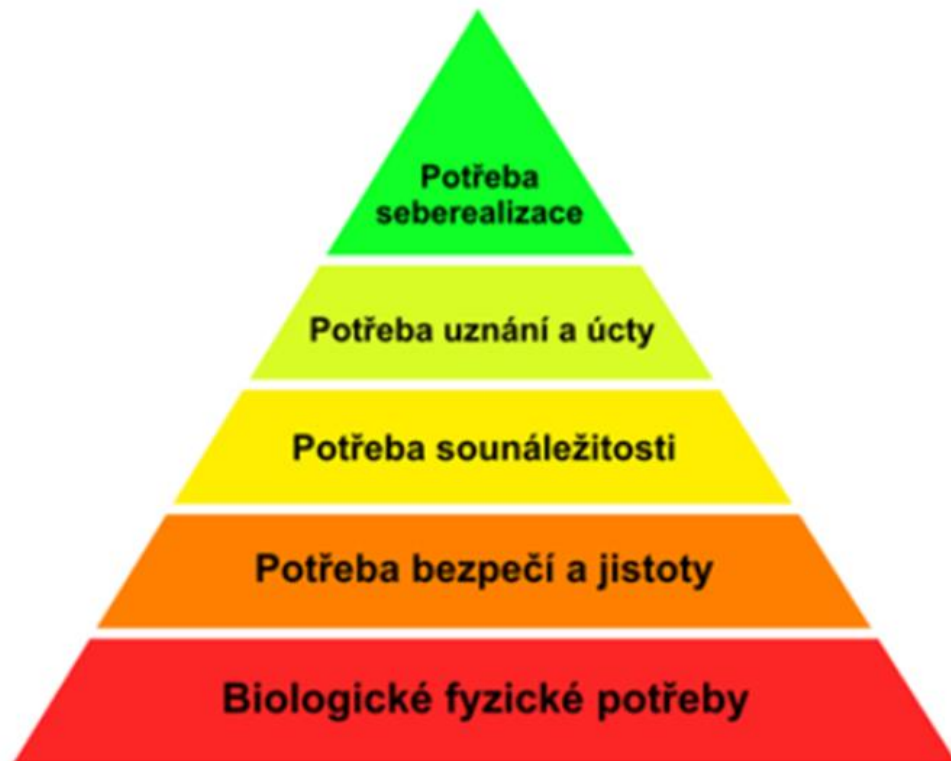 Potřeba
seberealizace
Potřeba uznání a úcty
Potřeba sounáležitosti
Potřeba bezpečí a jistoty
Biologické fyzické potřeby